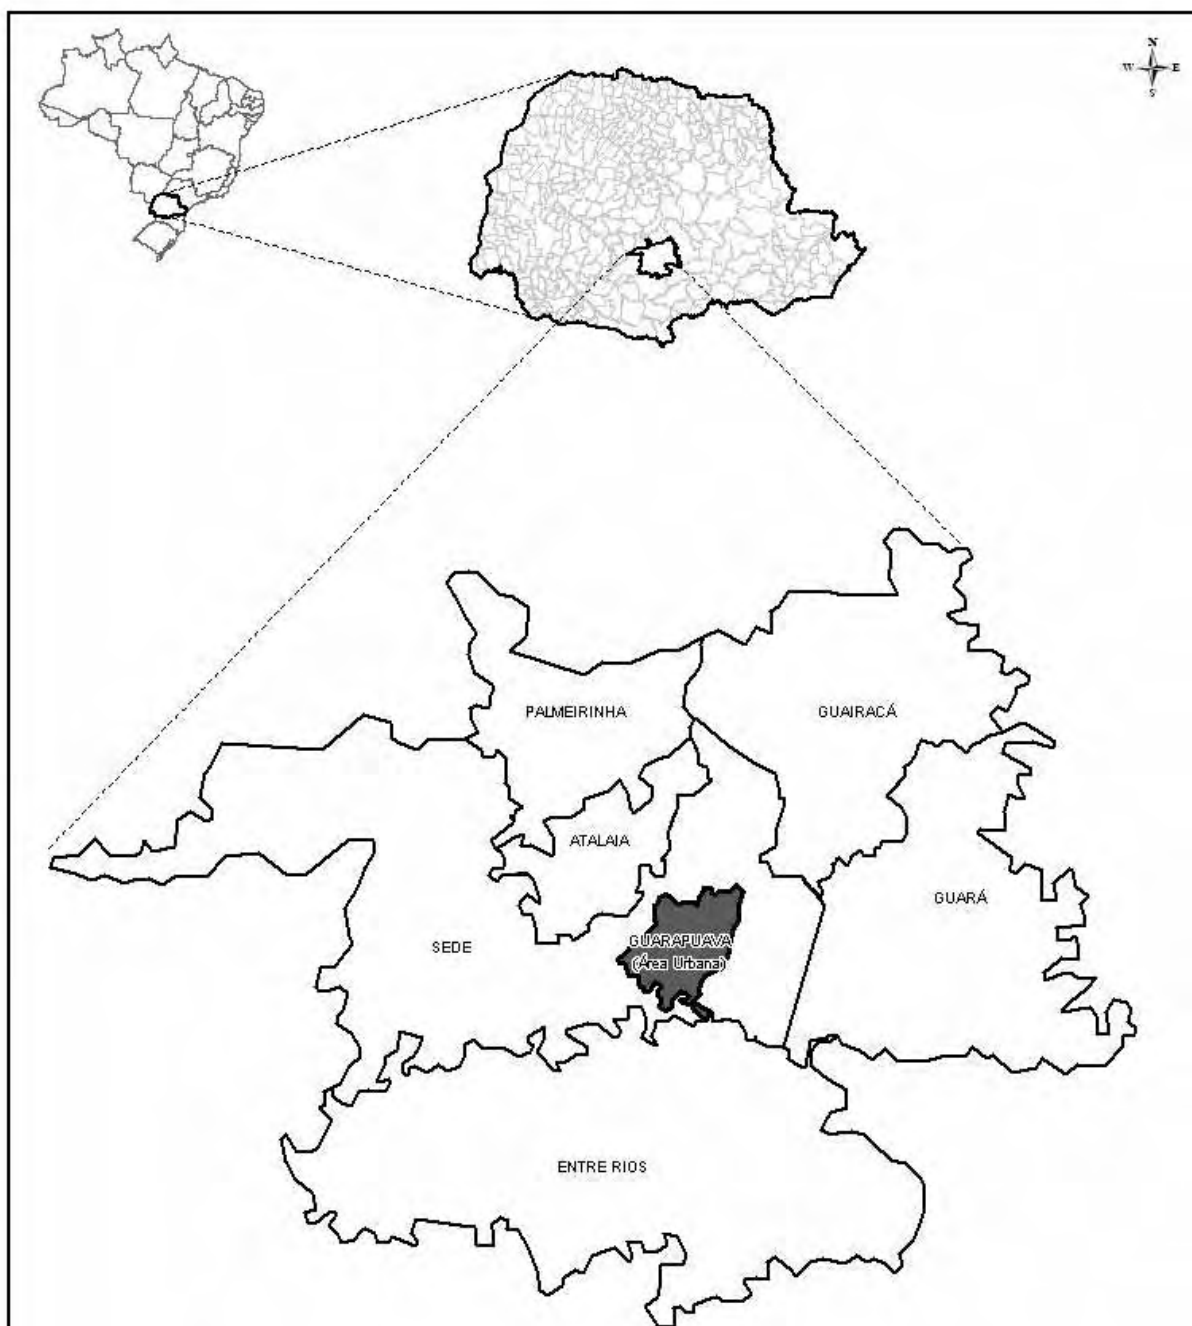 N
W E
S
PALMEIRINHA
GUAIRACÁ
ATALAIA
GUARÁ
SEDE
GUARAPUAVA
(Área Urbana)
ENTRE RIOS